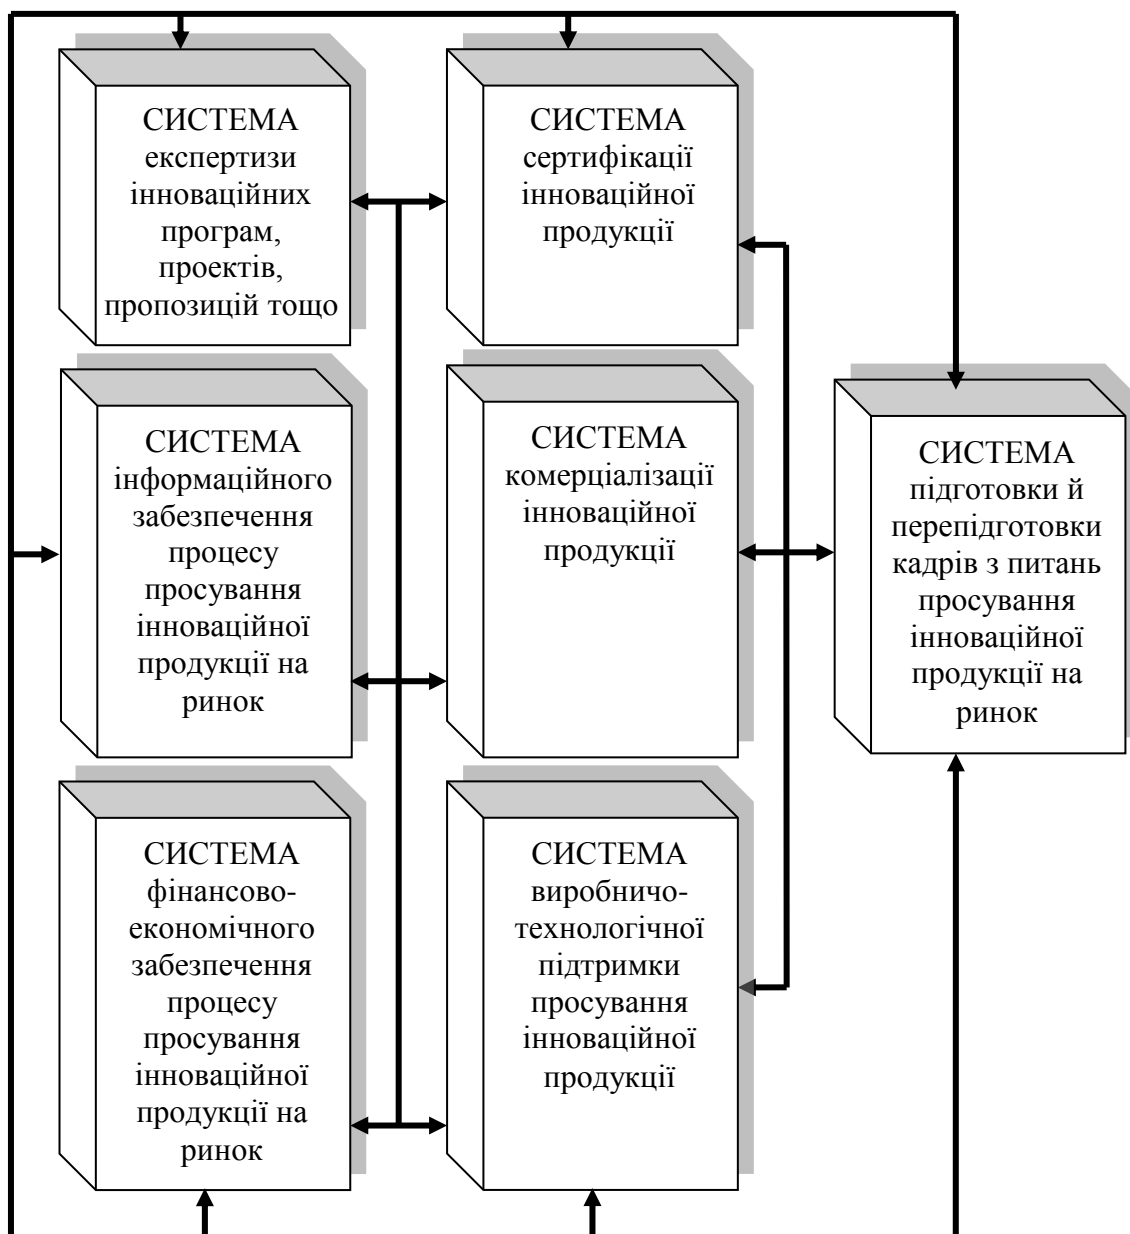 СИСТЕМА
експертизи
інноваційних
програм,
проектів,
пропозицій тощо
СИСТЕМА
сертифікації
інноваційної
продукції
СИСТЕМА
інформаційного
забезпечення
процесу
просування
інноваційної
продукції на
ринок
СИСТЕМА
комерціалізації
інноваційної
продукції
СИСТЕМА
підготовки й
перепідготовки
кадрів з питань
просування
інноваційної
продукції на
ринок
СИСТЕМА
фінансово-
економічного
забезпечення
процесу
просування
інноваційної
продукції на
ринок
СИСТЕМА
виробничо-
технологічної
підтримки
просування
інноваційної
продукції